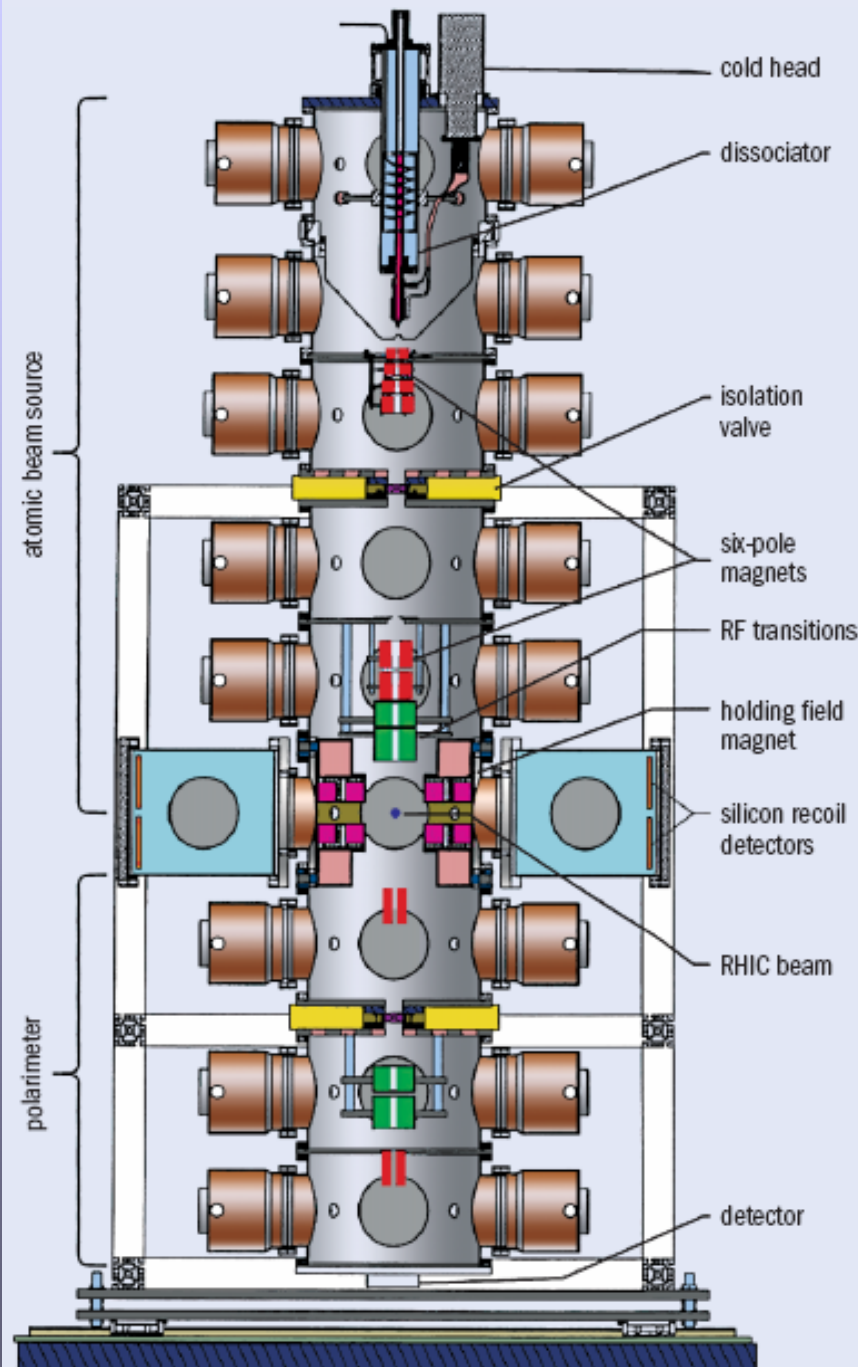 cold head
dissociator
atomic beam source
isolation
valve
six-pole
magnets
RF transitions
holding field
magnet
silicon recoil
detectors
RHIC beam
polarimeter
detector